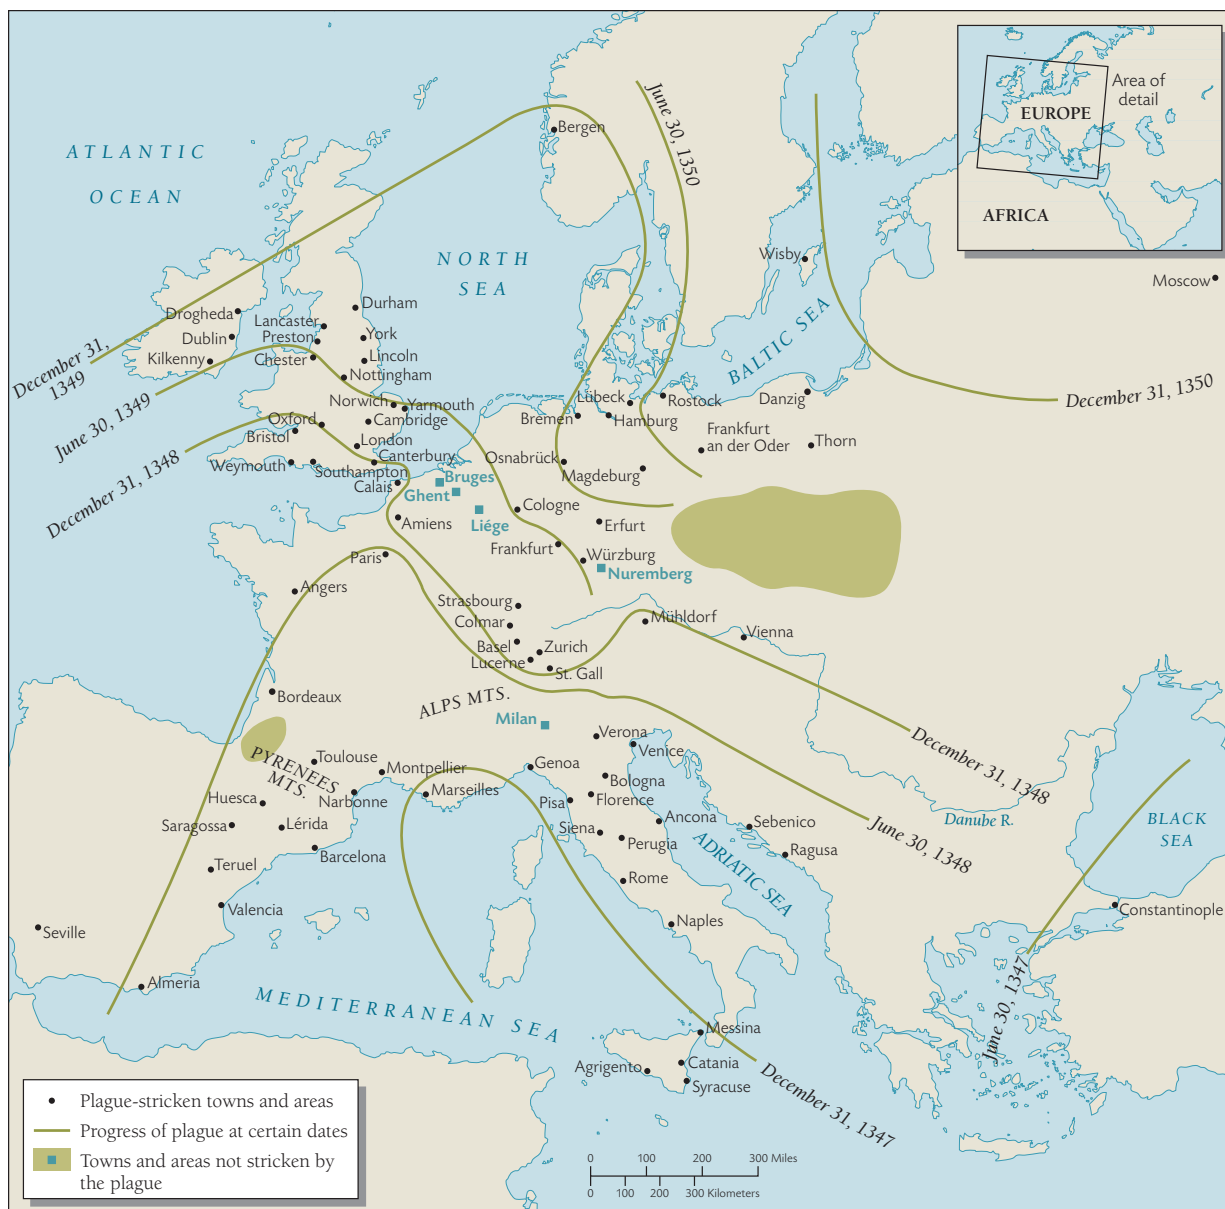 ATLANTIC
OCEAN
NORTH
SEA
Bergen
June 30, 1350
Area of
detail
EUROPE
AFRICA
Wisby
Moscow
BALTIC SEA
Drogheda
Dublin
Kilkenny
Durham
Lancaster
Preston
Chester
York
Lincoln
Nottingham
December 31,
1349
June 30, 1349
December 31, 1348
Norwich
Yarmouth
Cambridge
Oxford
Bristol
London
Canterbury
Weymouth
Southampton
Calais
Lübeck
Rostock
Bremen
Hamburg
Danzig
December 31, 1350
Frankfurt
an der Oder
Thorn
Osnabrück
Magdeburg
Bruges
Ghent
Liége
Cologne
Amiens
Erfurt
Frankfurt
Würzburg
Nuremberg
Paris
Angers
Strasbourg
Colmar
Basel
Zurich
Lucerne
St. Gall
Mühldorf
Vienna
Bordeaux
ALPS MTS.
Milan
Verona
Venice
December 31, 1348
Toulouse
PYRENEES
MTS.
Montpellier
Genoa
Bologna
Huesca
Narbonne
Marseilles
Pisa
Florence
Saragossa
Lérida
Siena
Ancona
Sebenico
June 30, 1348
Danube R.
BLACK
SEA
Barcelona
Perugia
Ragusa
Teruel
Rome
ADRIATIC SEA
Valencia
Naples
Constantinople
Seville
June 30, 1347
Almeria
MEDITERRANEAN SEA
Messina
Agrigento
Catania
Syracuse
December 31, 1347
Plague-stricken towns and areas
Progress of plague at certain dates
Towns and areas not stricken by
the plague
0 100 200 300 Miles
0 100 200 300 Kilometers